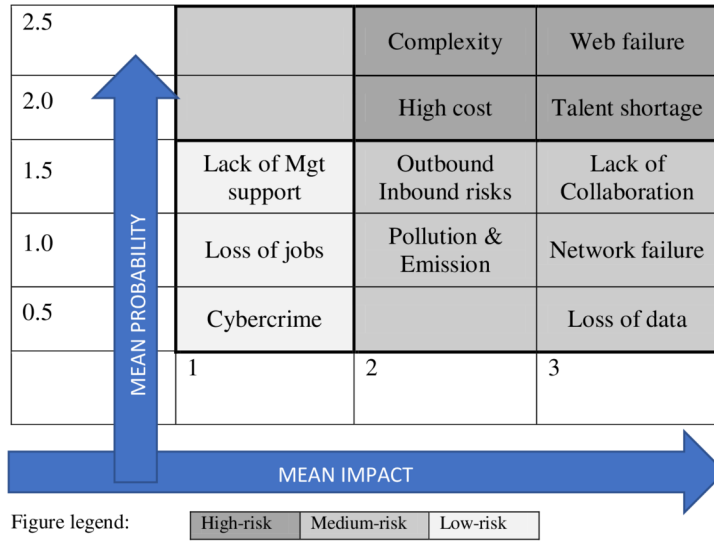 2.5
Complexity
Web failure
2.0
High cost
Talent shortage
1.5
Lack of Mgt
support
Outbound
Inbound risks
Lack of
Collaboration
1.0
Loss of jobs
Pollution &
Emission
Network failure
0.5
Cybercrime
Loss of data
MEAN PROBABILITY
1
2
3
MEAN IMPACT
Figure legend:
High-risk
Medium-risk
Low-risk